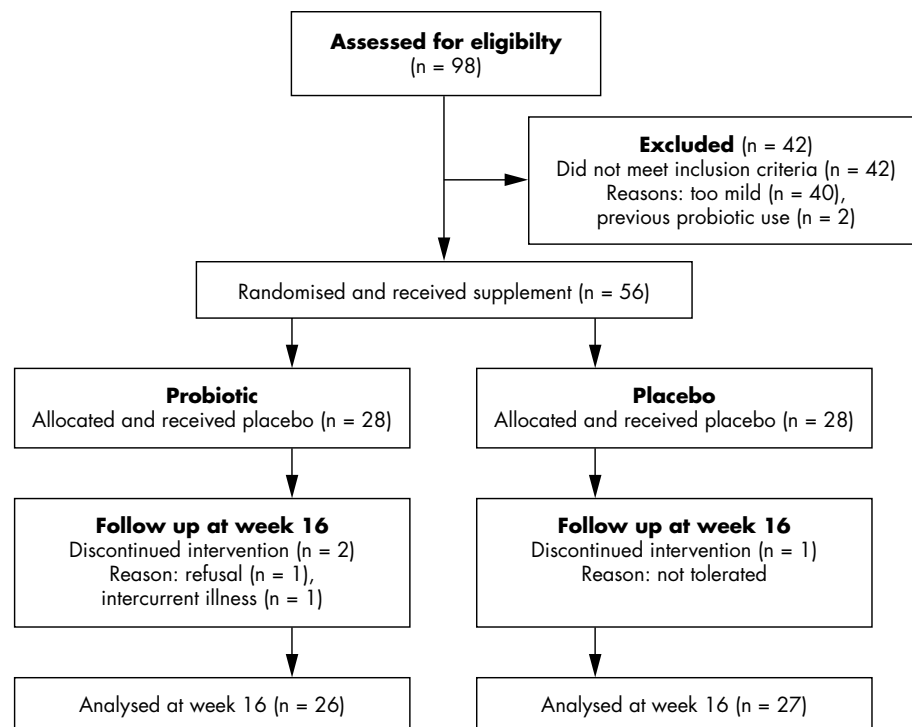 Assessed for eligibilty
(n = 98)
Excluded (n = 42)
Did not meet inclusion criteria (n = 42)
Reasons: too mild (n = 40),
previous probiotic use (n = 2)
Randomised and received supplement (n = 56)
Probiotic
Allocated and received placebo (n = 28)
Placebo
Allocated and received placebo (n = 28)
Follow up at week 16
Discontinued intervention (n = 2)
Reason: refusal (n = 1),
intercurrent illness (n = 1)
Follow up at week 16
Discontinued intervention (n = 1)
Reason: not tolerated
Analysed at week 16 (n = 26)
Analysed at week 16 (n = 27)